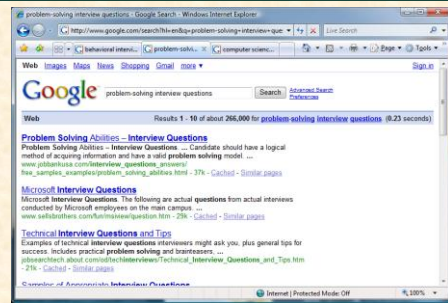 problem-solving interview questions - Google Search - Windows Internet Explorer
http://www.google.com/search?hl=en&q=problem-solving+interview+que
Live Search
behavioral intervi...
problem-solvi...
computer scienc...
Page
Tools
Web Images Maps News Shopping Gmail more ▼
Sign in
Google
problem-solving interview questions
Search
Advanced Search
Preferences
Web
Results 1 - 10 of about 266,000 for problem-solving interview questions. (0.23 seconds)
Problem Solving Abilities – Interview Questions
Problem Solving Abilities – Interview Questions. ... Candidate should have a logical
method of acquiring information and have a valid problem solving model. ...
www.jobbankusa.com/interview_questions_answers/
free_samples_examples/problem_solving_abilities.html - 37k - Cached - Similar pages
Microsoft Interview Questions
Microsoft Interview Questions. The following are actual questions from actual interviews
conducted by Microsoft employees on the main campus. ...
www.sellsbrothers.com/fun/msiview/question.htm - 29k - Cached - Similar pages
Technical Interview Questions and Tips
Examples of technical interview questions interviewers might ask you, plus general tips for
success. Includes practical problem solving and brainteasers. ...
jobsearchtech.about.com/od/techinterviews/Technical_Interview_Questions_and_Tips.htm
- 21k - Cached - Similar pages
Samples of Appropriate Interview Questions
Internet | Protected Mode: Off
100%